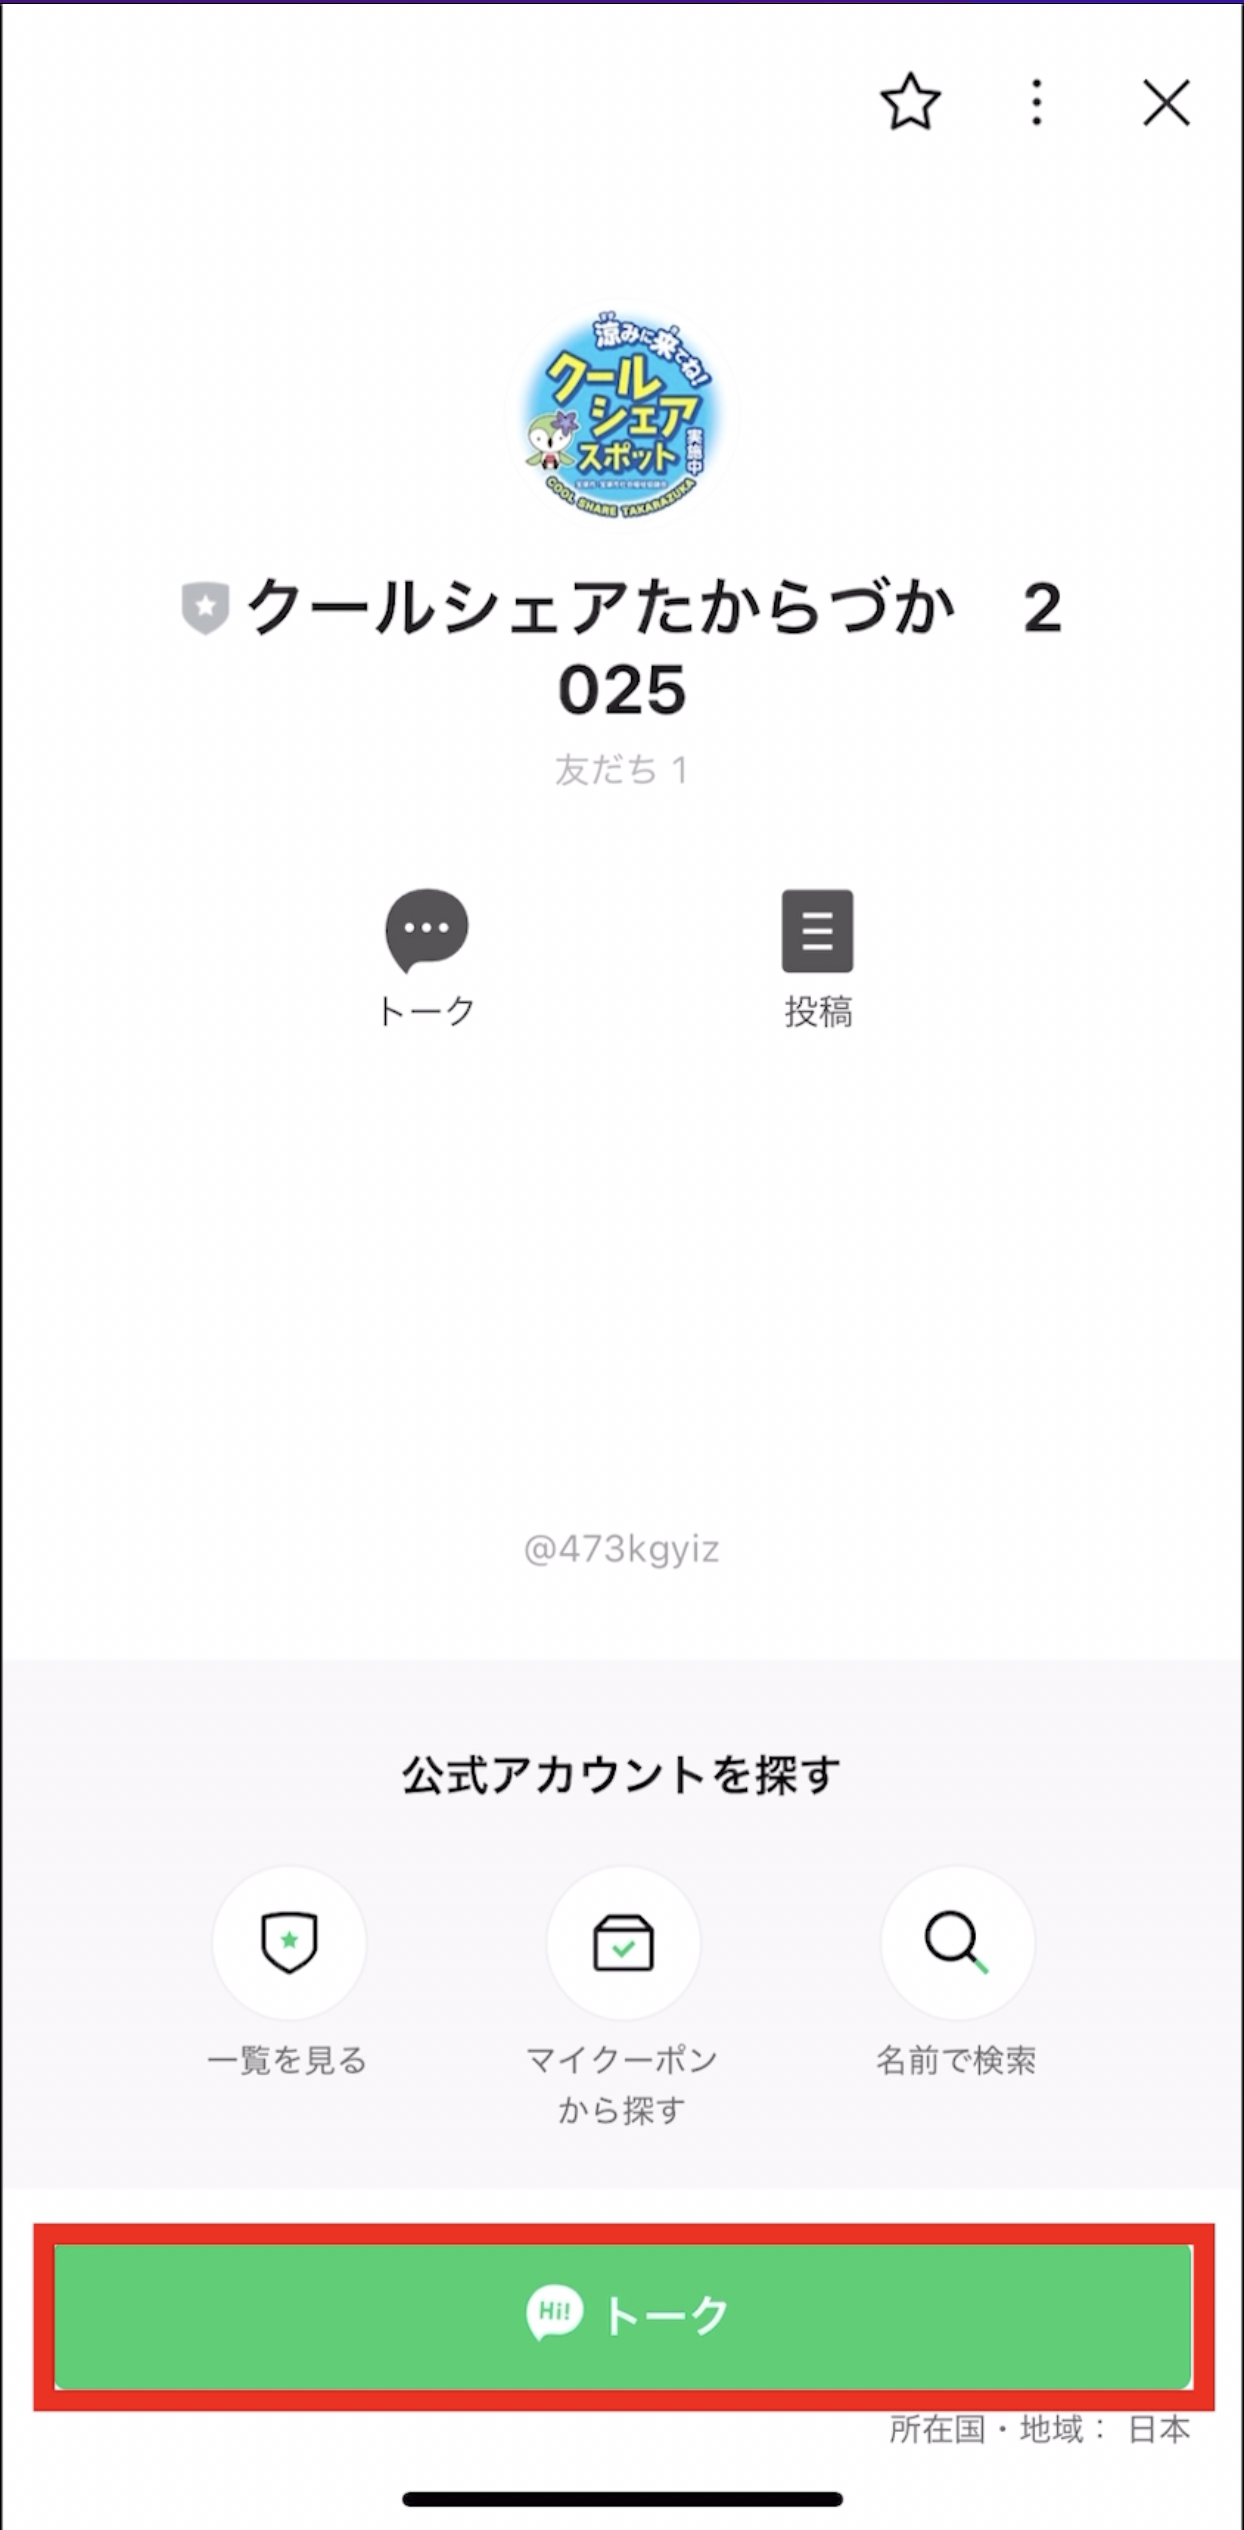 涼みに来てね!
クール
シェア
スポット
実施中
COOL SHARE TAKARAZUKA
クールシェアたからづか　2
025
友だち 1
トーク
投稿
@473kgyiz
公式アカウントを探す
一覧を見る
マイクーポン
から探す
名前で検索
Hi! トーク
所在国・地域： 日本